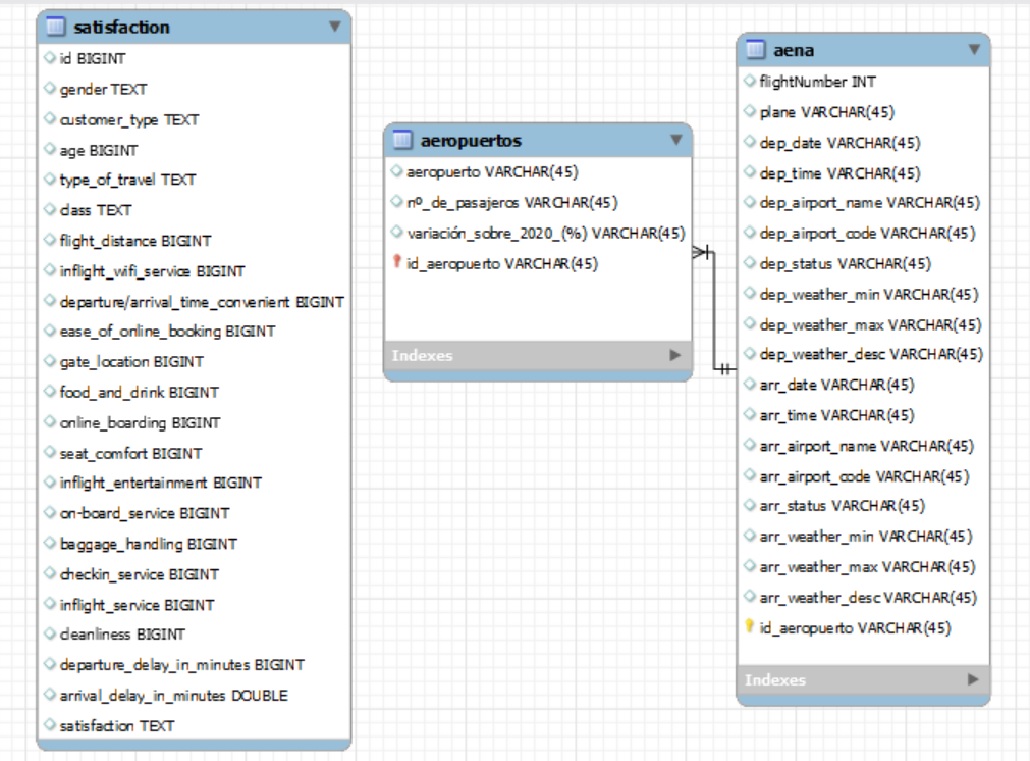 satisfaction
id BIGINT
gender TEXT
customer_type TEXT
age BIGINT
type_of_travel TEXT
class TEXT
flight_distance BIGINT
inflight_wifi_service BIGINT
departure/arrival_time_convenient BIGINT
ease_of_online_booking BIGINT
gate_location BIGINT
food_and_drink BIGINT
online_boarding BIGINT
seat_comfort BIGINT
inflight_entertainment BIGINT
on-board_service BIGINT
baggage_handling BIGINT
checkin_service BIGINT
inflight_service BIGINT
cleanliness BIGINT
departure_delay_in_minutes BIGINT
arrival_delay_in_minutes DOUBLE
satisfaction TEXT
aeropuertos
aeropuerto VARCHAR(45)
nº_de_pasajeros VARCHAR(45)
variación_sobre_2020_(%) VARCHAR(45)
id_aeropuerto VARCHAR(45)
Indexes
aena
flightNumber INT
plane VARCHAR(45)
dep_date VARCHAR(45)
dep_time VARCHAR(45)
dep_airport_name VARCHAR(45)
dep_airport_code VARCHAR(45)
dep_status VARCHAR(45)
dep_weather_min VARCHAR(45)
dep_weather_max VARCHAR(45)
dep_weather_desc VARCHAR(45)
arr_date VARCHAR(45)
arr_time VARCHAR(45)
arr_airport_name VARCHAR(45)
arr_airport_code VARCHAR(45)
arr_status VARCHAR(45)
arr_weather_min VARCHAR(45)
arr_weather_max VARCHAR(45)
arr_weather_desc VARCHAR(45)
id_aeropuerto VARCHAR(45)
Indexes